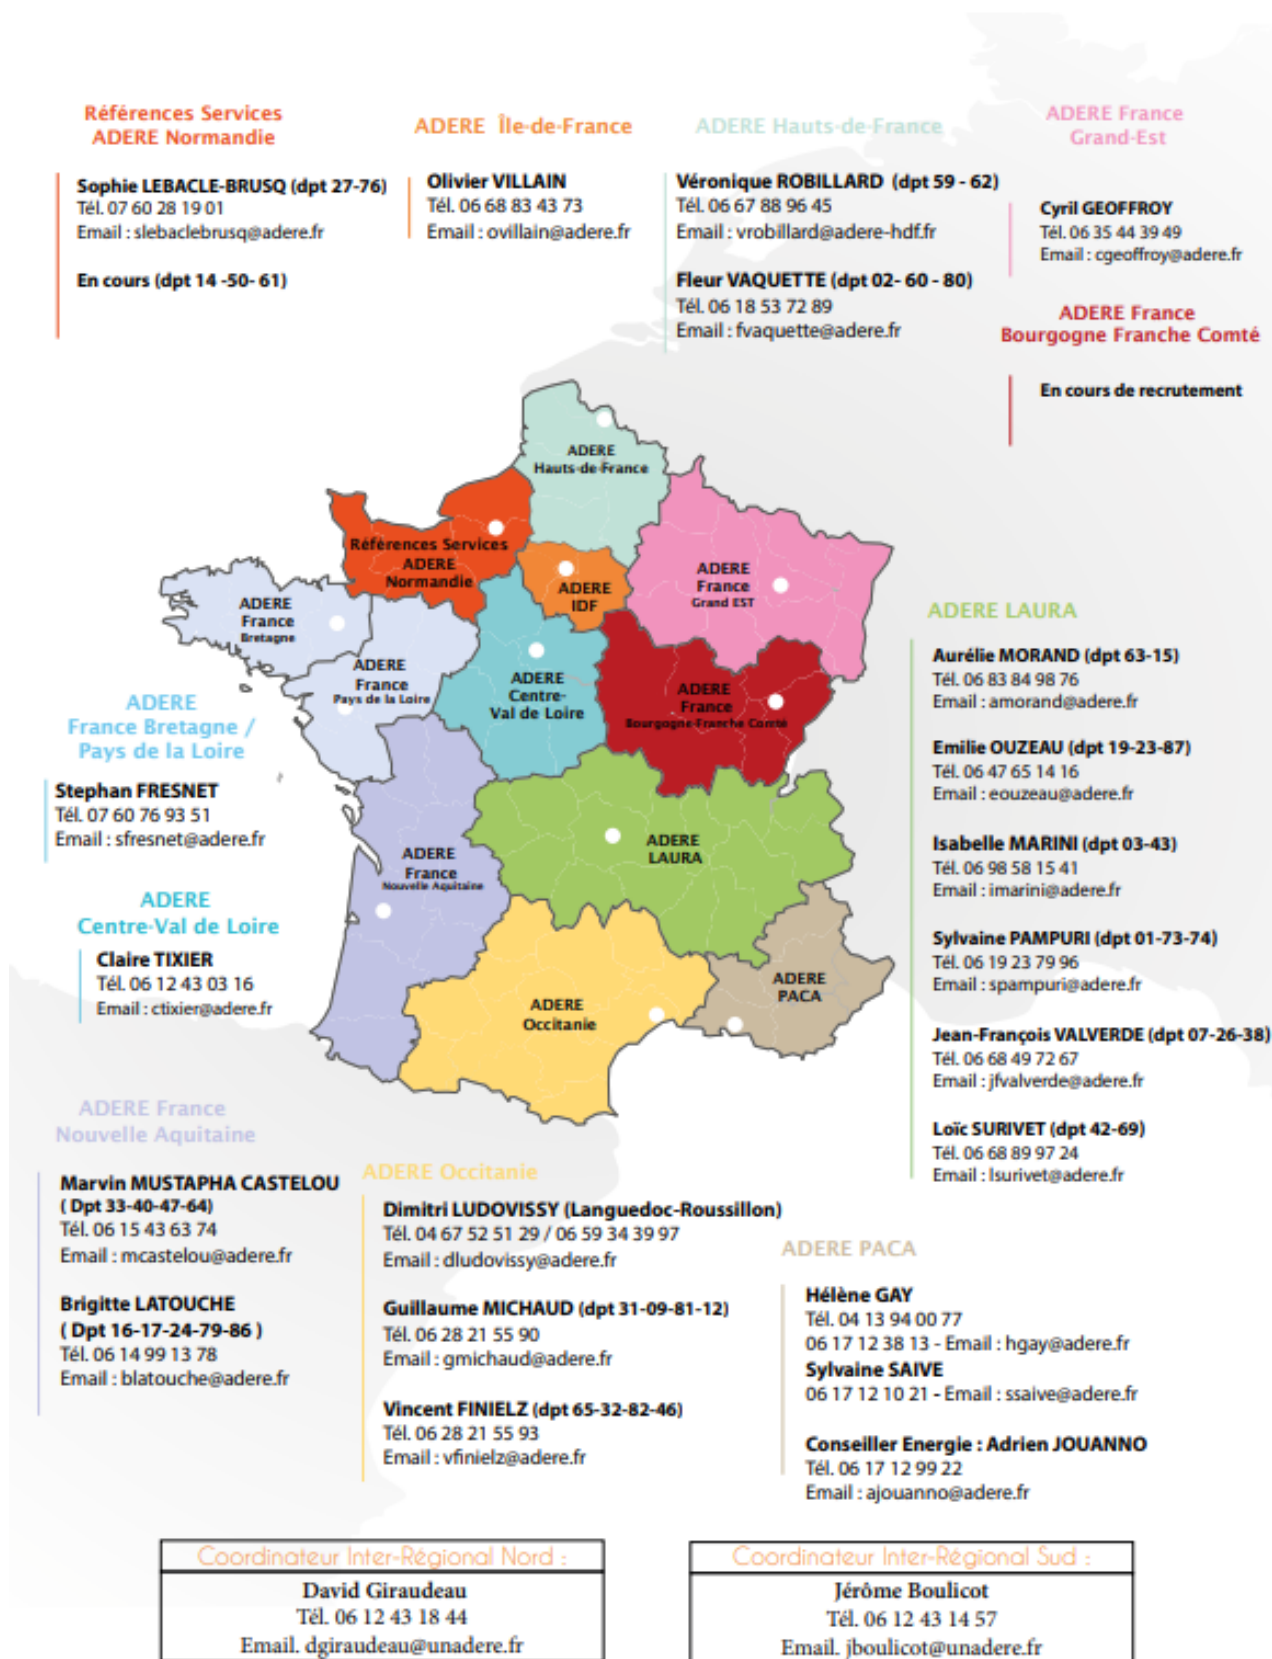 Références Services
ADERE Normandie
Sophie LEBACLE-BRUSQ (dpt 27-76)
Tél. 07 60 28 19 01
Email : slebaclebrusq@adere.fr
En cours (dpt 14 -50- 61)
ADERE Île-de-France
Olivier VILLAIN
Tél. 06 68 83 43 73
Email : ovillain@adere.fr
ADERE Hauts-de-France
Véronique ROBILLARD (dpt 59 - 62)
Tél. 06 67 88 96 45
Email : vrobillard@adere-hdf.fr
Fleur VAQUETTE (dpt 02- 60 - 80)
Tél. 06 18 53 72 89
Email : fvaquette@adere.fr
ADERE France
Grand-Est
Cyril GEOFFROY
Tél. 06 35 44 39 49
Email : cgeoffroy@adere.fr
ADERE France
Bourgogne Franche Comté
En cours de recrutement
ADERE
Hauts-de-France
Références Services
ADERE
Normandie
ADERE
IDF
ADERE
France
Grand EST
ADERE
France
Bretagne
ADERE
France
Pays de la Loire
ADERE
Centre-
Val de Loire
ADERE
France
Bourgogne-Franche Comté
ADERE
LAURA
ADERE
France
Nouvelle Aquitaine
ADERE
Occitanie
ADERE
PACA
ADERE
France Bretagne /
Pays de la Loire
Stephan FRESNET
Tél. 07 60 76 93 51
Email : sfresnet@adere.fr
ADERE
Centre-Val de Loire
Claire TIXIER
Tél. 06 12 43 03 16
Email : ctixier@adere.fr
ADERE LAURA
Aurélie MORAND (dpt 63-15)
Tél. 06 83 84 98 76
Email : amorand@adere.fr
Emilie OUZEAU (dpt 19-23-87)
Tél. 06 47 65 14 16
Email : eouzeau@adere.fr
Isabelle MARINI (dpt 03-43)
Tél. 06 98 58 15 41
Email : imarini@adere.fr
Sylvaine PAMPURI (dpt 01-73-74)
Tél. 06 19 23 79 96
Email : spampuri@adere.fr
Jean-François VALVERDE (dpt 07-26-38)
Tél. 06 68 49 72 67
Email : jfvalverde@adere.fr
Loïc SURIVET (dpt 42-69)
Tél. 06 68 89 97 24
Email : lsurivet@adere.fr
ADERE France
Nouvelle Aquitaine
Marvin MUSTAPHA CASTELOU
( Dpt 33-40-47-64)
Tél. 06 15 43 63 74
Email : mcastelou@adere.fr
Brigitte LATOUCHE
( Dpt 16-17-24-79-86 )
Tél. 06 14 99 13 78
Email : blatouche@adere.fr
ADERE Occitanie
Dimitri LUDOVISSY (Languedoc-Roussillon)
Tél. 04 67 52 51 29 / 06 59 34 39 97
Email : dludovissy@adere.fr
Guillaume MICHAUD (dpt 31-09-81-12)
Tél. 06 28 21 55 90
Email : gmichaud@adere.fr
Vincent FINIELZ (dpt 65-32-82-46)
Tél. 06 28 21 55 93
Email : vfinielz@adere.fr
ADERE PACA
Hélène GAY
Tél. 04 13 94 00 77
06 17 12 38 13 - Email : hgay@adere.fr
Sylvaine SAIVE
06 17 12 10 21 - Email : ssaive@adere.fr
Conseiller Energie : Adrien JOUANNO
Tél. 06 17 12 99 22
Email : ajouanno@adere.fr
Coordinateur Inter-Régional Nord :
David Giraudeau
Tél. 06 12 43 18 44
Email. dgiraudeau@unadere.fr
Coordinateur Inter-Régional Sud :
Jérôme Boulicot
Tél. 06 12 43 14 57
Email. jboulicot@unadere.fr